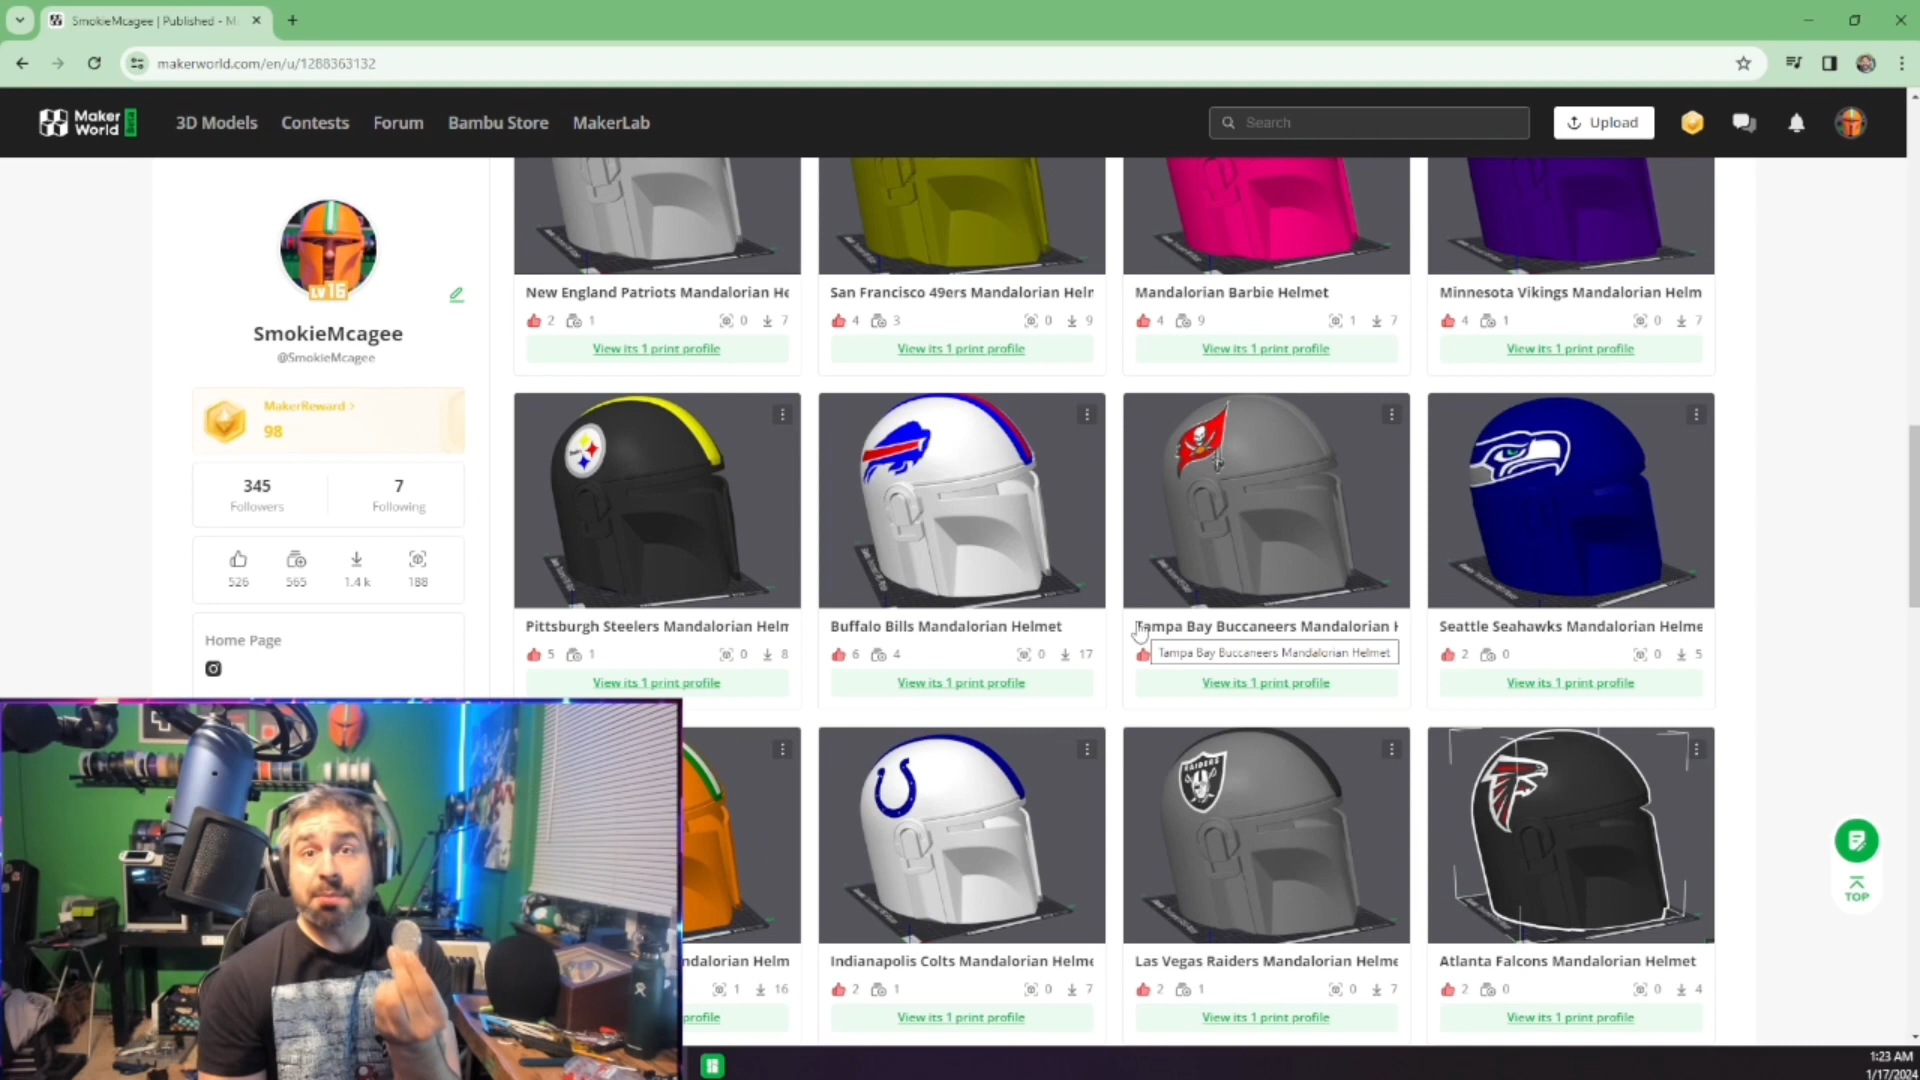 SmokieMcagee | Published - M
makerworld.com/en/u/1288363132
Maker World Beta
3D Models
Contests
Forum
Bambu Store
MakerLab
Search
Upload
LV 16
SmokieMcagee
@SmokieMcagee
MakerReward >
98
345
Followers
7
Following
526
565
1.4 k
188
Home Page
New England Patriots Mandalorian He
2
1
0
7
View its 1 print profile
San Francisco 49ers Mandalorian Helr
4
3
0
9
View its 1 print profile
Mandalorian Barbie Helmet
4
9
1
7
View its 1 print profile
Minnesota Vikings Mandalorian Helm
4
1
0
7
View its 1 print profile
Pittsburgh Steelers Mandalorian Helm
5
1
0
8
View its 1 print profile
Buffalo Bills Mandalorian Helmet
6
4
0
17
View its 1 print profile
Tampa Bay Buccaneers Mandalorian H
Tampa Bay Buccaneers Mandalorian Helmet
View its 1 print profile
Seattle Seahawks Mandalorian Helme
2
0
0
5
View its 1 print profile
ndalorian Helm
1
16
profile
Indianapolis Colts Mandalorian Helme
2
1
0
7
View its 1 print profile
RAIDERS
Las Vegas Raiders Mandalorian Helme
2
1
0
7
View its 1 print profile
Atlanta Falcons Mandalorian Helmet
2
0
0
4
View its 1 print profile
TOP
1:23 AM
1/17/2024